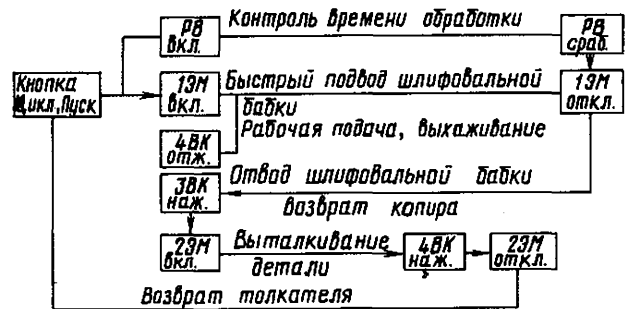 РВ вкл.
Контроль времени обработки
РВ сраб.
Кнопка Цикл, Пуск
1ЭМ вкл.
Быстрый подвод шлифовальной бабки
1ЭМ откл.
Рабочая подача, выхаживание
4ВК отж.
3ВК наж.
Отвод шлифовальной бабки
возврат копира
2ЭМ вкл.
Выталкивание детали
4ВК наж.
2ЭМ откл.
Возврат толкателя